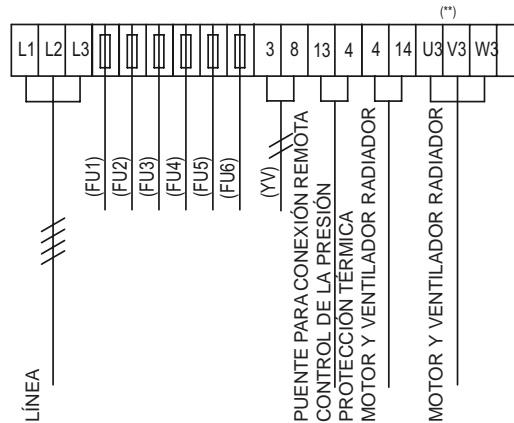 (**)
L1 L2 L3 3 8 13 4 4 14 U3 V3 W3
LÍNEA
(FU1)
(FU2)
(FU3)
(FU4)
(FU5)
(FU6)
(YV)
PUENTE PARA CONEXIÓN REMOTA
CONTROL DE LA PRESIÓN
PROTECCIÓN TÉRMICA
MOTOR Y VENTILADOR RADIADOR
MOTOR Y VENTILADOR RADIADOR